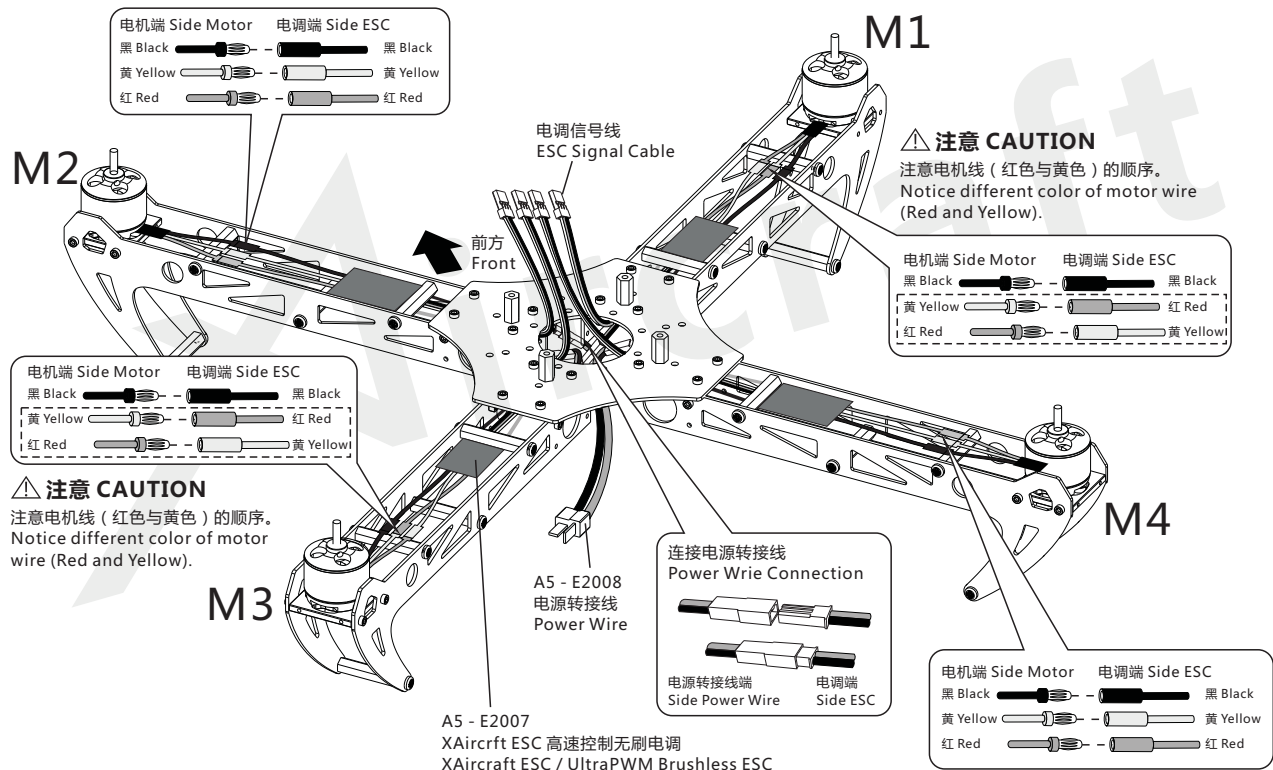 电机端 Side Motor 电调端 Side ESC
黑 Black 黑 Black
黄 Yellow 黄 Yellow
红 Red 红 Red
M1
M2
电调信号线
ESC Signal Cable
前方
Front
注意 CAUTION
注意电机线（红色与黄色）的顺序。
Notice different color of motor wire
(Red and Yellow).
电机端 Side Motor 电调端 Side ESC
黑 Black 黑 Black
黄 Yellow 红 Red
红 Red 黄 Yellow
电机端 Side Motor 电调端 Side ESC
黑 Black 黑 Black
黄 Yellow 红 Red
红 Red 黄 Yellow
注意 CAUTION
注意电机线（红色与黄色）的顺序。
Notice different color of motor
wire (Red and Yellow).
M3
M4
A5 - E2008
电源转接线
Power Wire
连接电源转接线
Power Wrie Connection
电源转接线端 电调端
Side Power Wire Side ESC
A5 - E2007
XAircrft ESC 高速控制无刷电调
XAircraft ESC / UltraPWM Brushless ESC
电机端 Side Motor 电调端 Side ESC
黑 Black 黑 Black
黄 Yellow 黄 Yellow
红 Red 红 Red
XAircraft